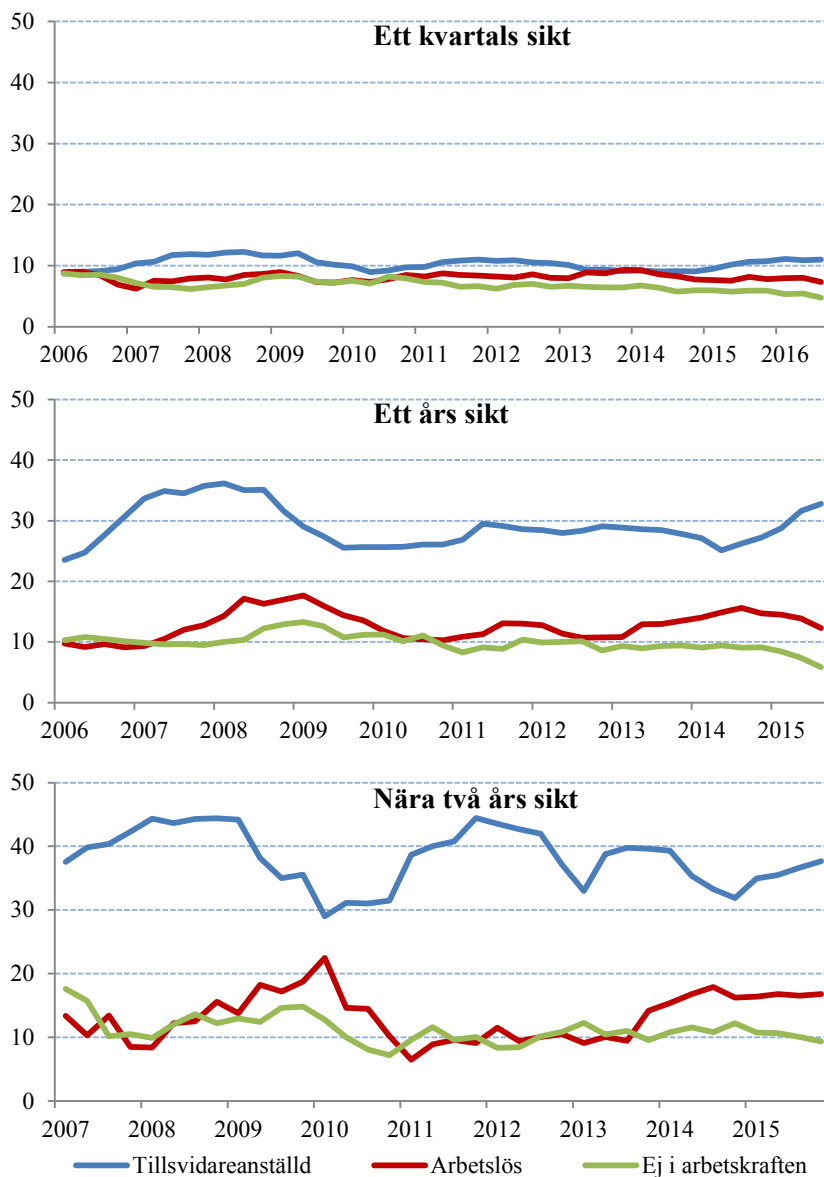 Ett kvartals sikt
50
40
30
20
10
0
2006 2007 2008 2009 2010 2011 2012 2013 2014 2015 2016
Ett års sikt
50
40
30
20
10
0
2006 2007 2008 2009 2010 2011 2012 2013 2014 2015
Nära två års sikt
50
40
30
20
10
0
2007 2008 2009 2010 2011 2012 2013 2014 2015
Tillsvidareanställd Arbetslös Ej i arbetskraften